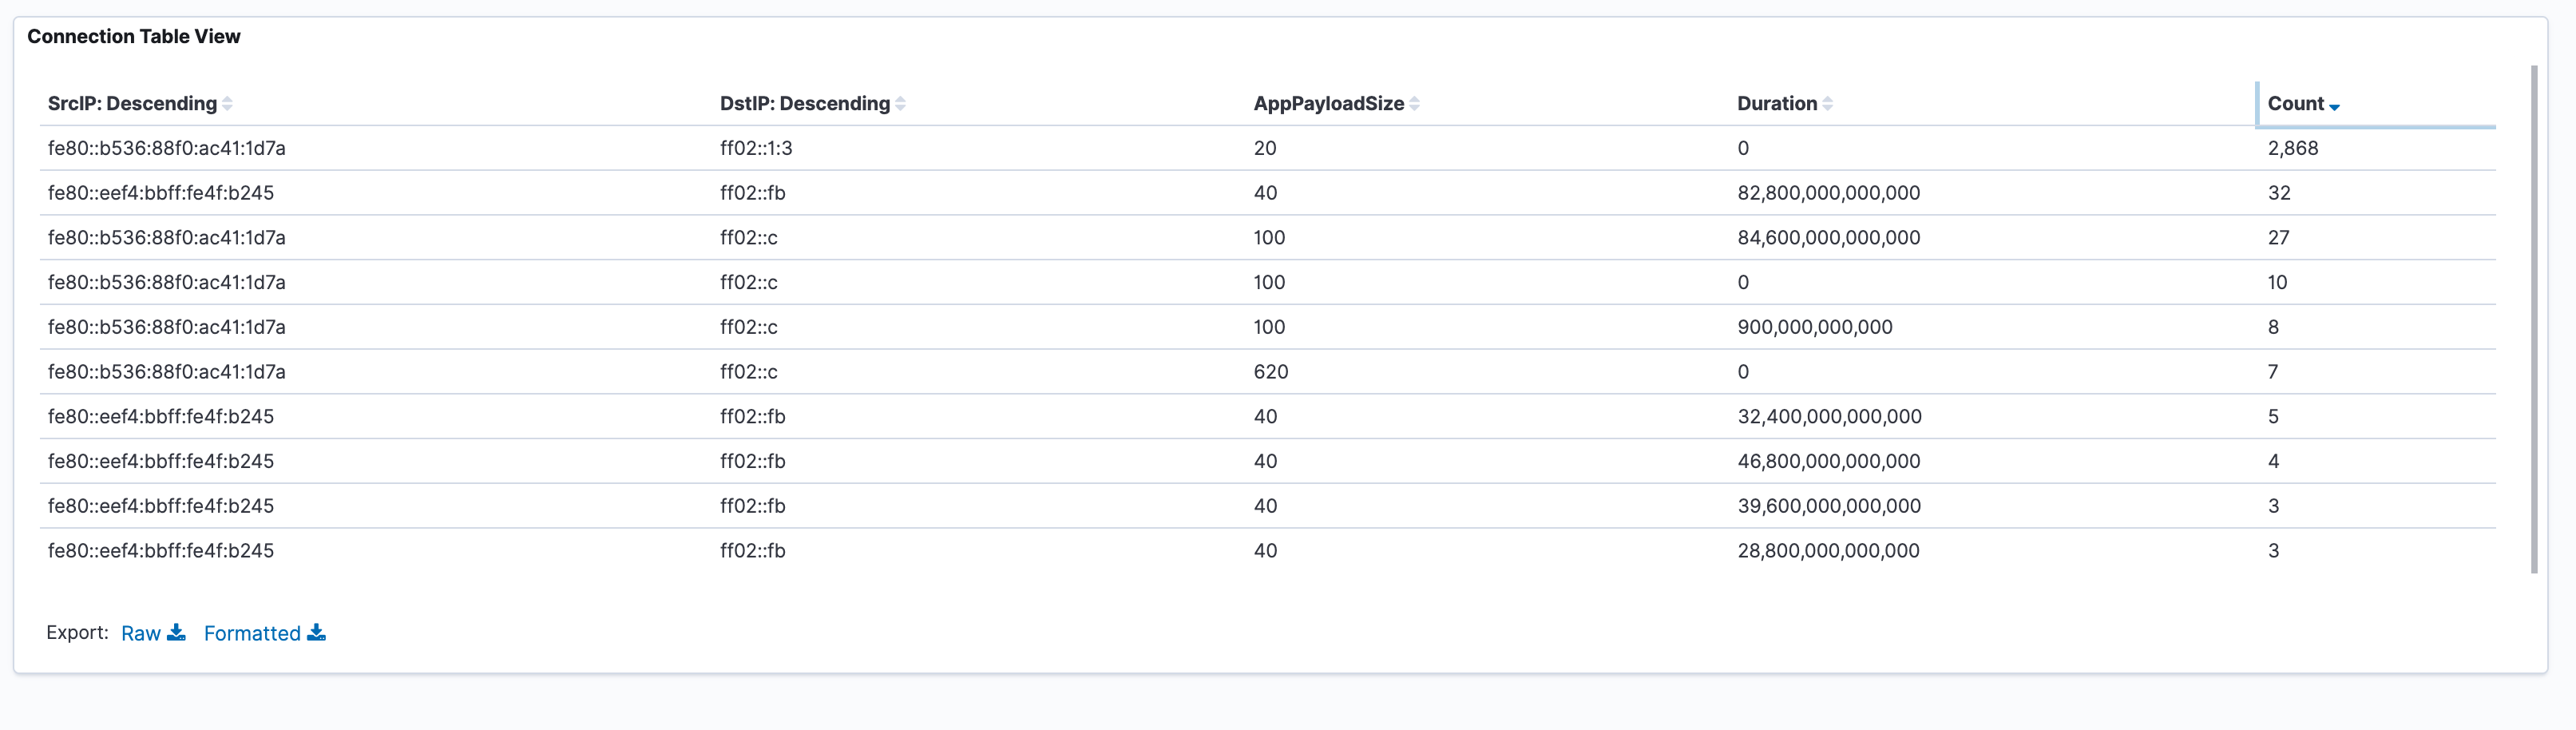 Connection Table View
SrcIP: Descending DstIP: Descending AppPayloadSize Duration Count
fe80::b536:88f0:ac41:1d7a ff02::1:3 20 0 2,868
fe80::eef4:bbff:fe4f:b245 ff02::fb 40 82,800,000,000,000 32
fe80::b536:88f0:ac41:1d7a ff02::c 100 84,600,000,000,000 27
fe80::b536:88f0:ac41:1d7a ff02::c 100 0 10
fe80::b536:88f0:ac41:1d7a ff02::c 100 900,000,000,000 8
fe80::b536:88f0:ac41:1d7a ff02::c 620 0 7
fe80::eef4:bbff:fe4f:b245 ff02::fb 40 32,400,000,000,000 5
fe80::eef4:bbff:fe4f:b245 ff02::fb 40 46,800,000,000,000 4
fe80::eef4:bbff:fe4f:b245 ff02::fb 40 39,600,000,000,000 3
fe80::eef4:bbff:fe4f:b245 ff02::fb 40 28,800,000,000,000 3
Export: Raw Formatted